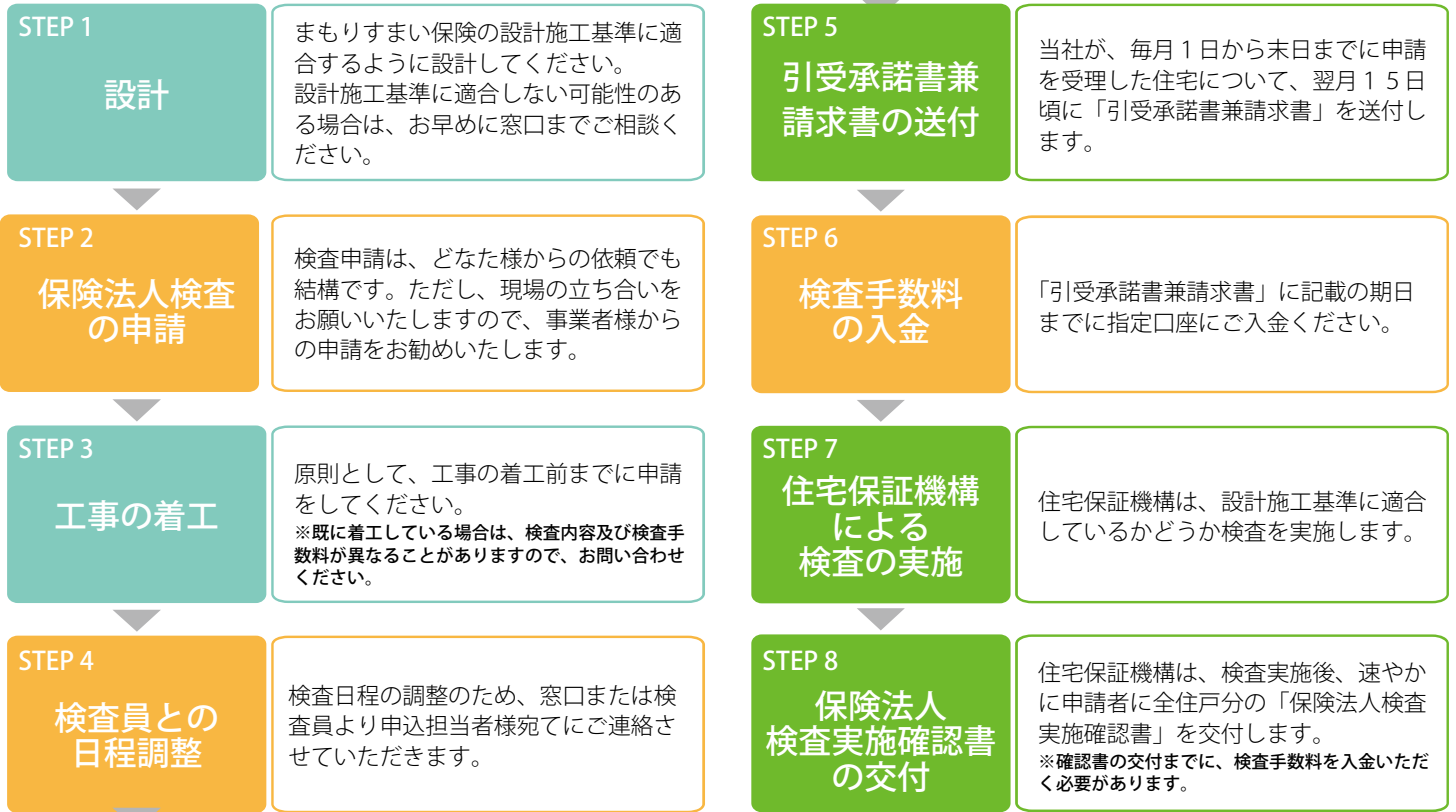 STEP 1
設計
まもりすまい保険の設計施工基準に適
合するように設計してください。
設計施工基準に適合しない可能性のあ
る場合は、お早めに窓口までご相談く
ださい。
STEP 2
保険法人検査
の申請
検査申請は、どなた様からの依頼でも
結構です。ただし、現場の立ち合いを
お願いいたしますので、事業者様から
の申請をお勧めいたします。
STEP 3
工事の着工
原則として、工事の着工前までに申請
をしてください。
※既に着工している場合は、検査内容及び検査手
数料が異なることがありますので、お問い合わせ
ください。
STEP 4
検査員との
日程調整
検査日程の調整のため、窓口または検
査員より申込担当者様宛てにご連絡さ
せていただきます。
STEP 5
引受承諾書兼
請求書の送付
当社が、毎月1日から末日までに申請
を受理した住宅について、翌月15日
頃に「引受承諾書兼請求書」を送付し
ます。
STEP 6
検査手数料
の入金
「引受承諾書兼請求書」に記載の期日
までに指定口座にご入金ください。
STEP 7
住宅保証機構
による
検査の実施
住宅保証機構は、設計施工基準に適合
しているかどうか検査を実施します。
STEP 8
保険法人
検査実施確認書
の交付
住宅保証機構は、検査実施後、速やか
に申請者に全住戸分の「保険法人検査
実施確認書」を交付します。
※確認書の交付までに、検査手数料を入金いただ
く必要があります。